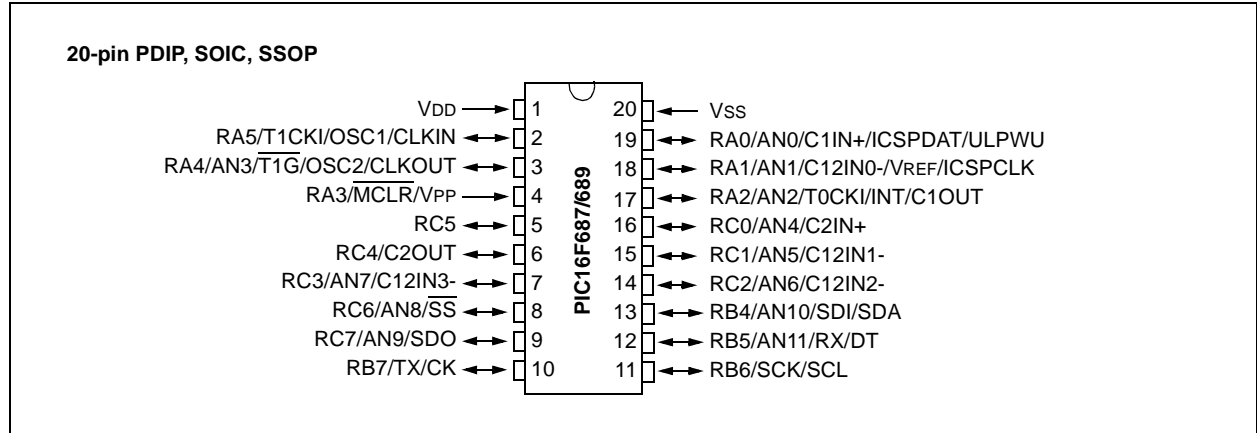 20-pin PDIP, SOIC, SSOP
VDD 1 20 VSS
RA5/T1CKI/OSC1/CLKIN 2 19 RA0/AN0/C1IN+/ICSPDAT/ULPWU
RA4/AN3/T1G/OSC2/CLKOUT 3 18 RA1/AN1/C12IN0-/VREF/ICSPCLK
RA3/MCLR/VPP 4 17 RA2/AN2/T0CKI/INT/C1OUT
RC5 5 16 RC0/AN4/C2IN+
RC4/C2OUT 6 15 RC1/AN5/C12IN1-
RC3/AN7/C12IN3- 7 14 RC2/AN6/C12IN2-
RC6/AN8/SS 8 13 RB4/AN10/SDI/SDA
RC7/AN9/SDO 9 12 RB5/AN11/RX/DT
RB7/TX/CK 10 11 RB6/SCK/SCL
PIC16F687/689